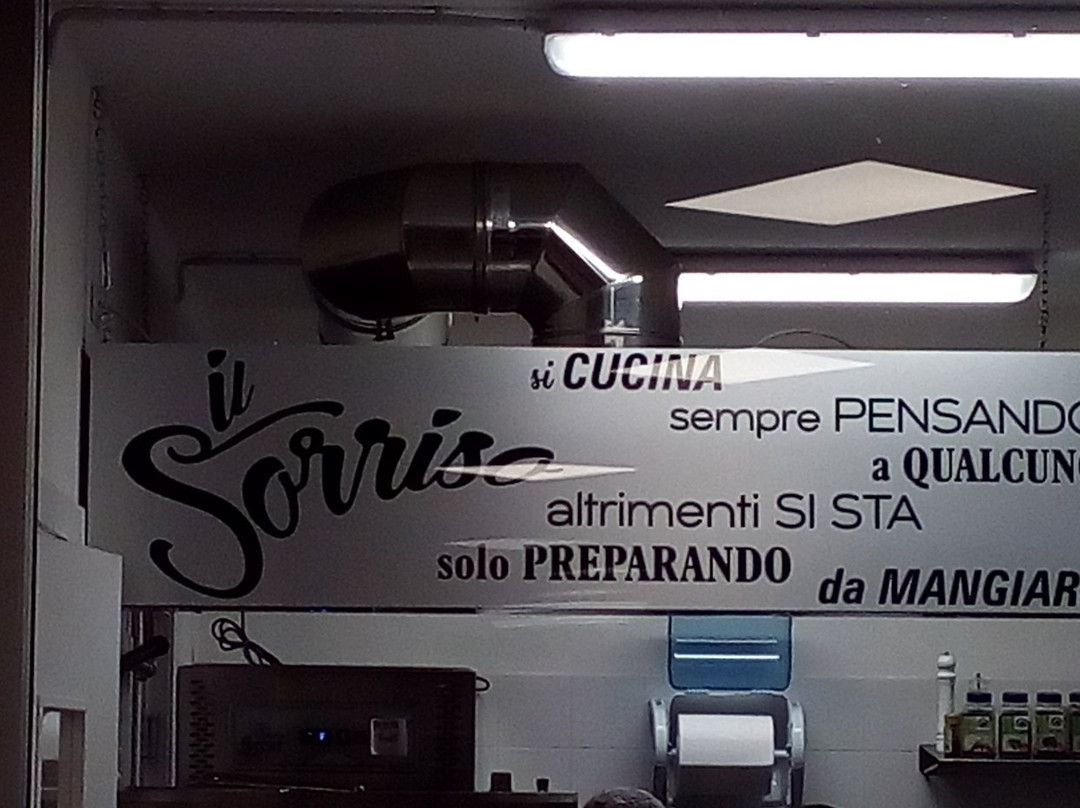 il
Sorriso
si CUCINA
sempre PENSANDO
a QUALCUNO
altrimenti SI STA
solo PREPARANDO
da MANGIAR